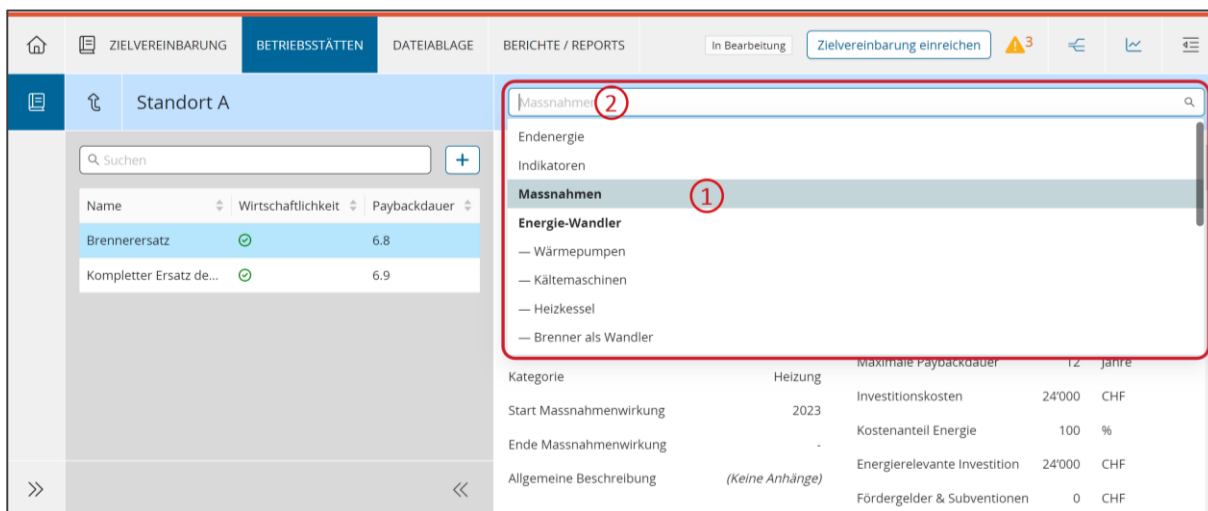 ZIELVEREINBARUNG BETRIEBSSTÄTTEN DATEIABLAGE BERICHTE / REPORTS In Bearbeitung Zielvereinbarung einreichen 3
Standort A
Massnahmen 2
Suchen +
Name Wirtschaftlichkeit Paybackdauer
Brennerersatz 6.8
Kompletter Ersatz de... 6.9
Endenergie
Indikatoren
Massnahmen 1
Energie-Wandler
— Wärmepumpen
— Kältemaschinen
— Heizkessel
— Brenner als Wandler
Kategorie Heizung
Start Massnahmenwirkung 2023
Ende Massnahmenwirkung -
Allgemeine Beschreibung (Keine Anhänge)
Maximale Paybackdauer 12 Jahre
Investitionskosten 24'000 CHF
Kostenanteil Energie 100 %
Energierelevante Investition 24'000 CHF
Fördergelder & Subventionen 0 CHF